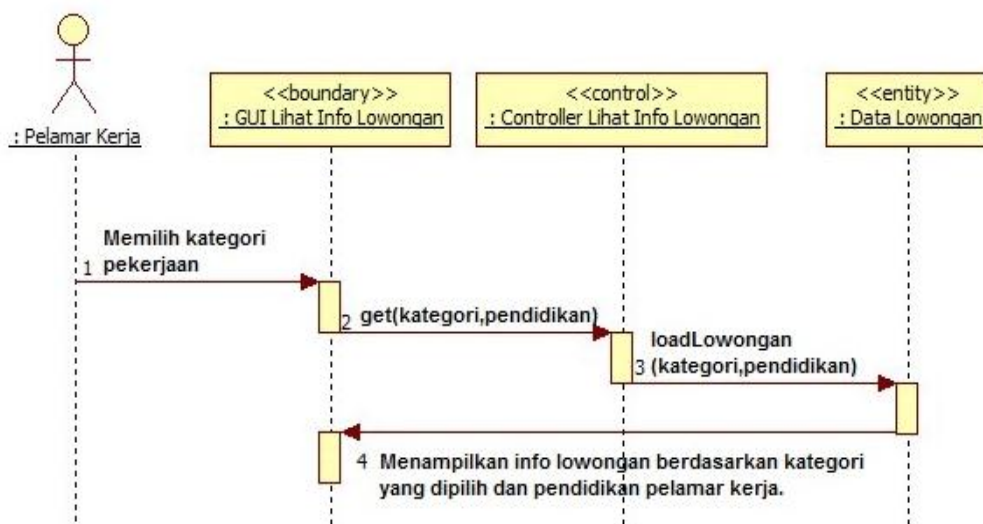 <<boundary>>
: GUI Lihat Info Lowongan
<<control>>
: Controller Lihat Info Lowongan
<<entity>>
: Data Lowongan
: Pelamar Kerja
1 Memilih kategori
pekerjaan
2 get(kategori,pendidikan)
3 loadLowongan
(kategori,pendidikan)
4 Menampilkan info lowongan berdasarkan kategori
yang dipilih dan pendidikan pelamar kerja.